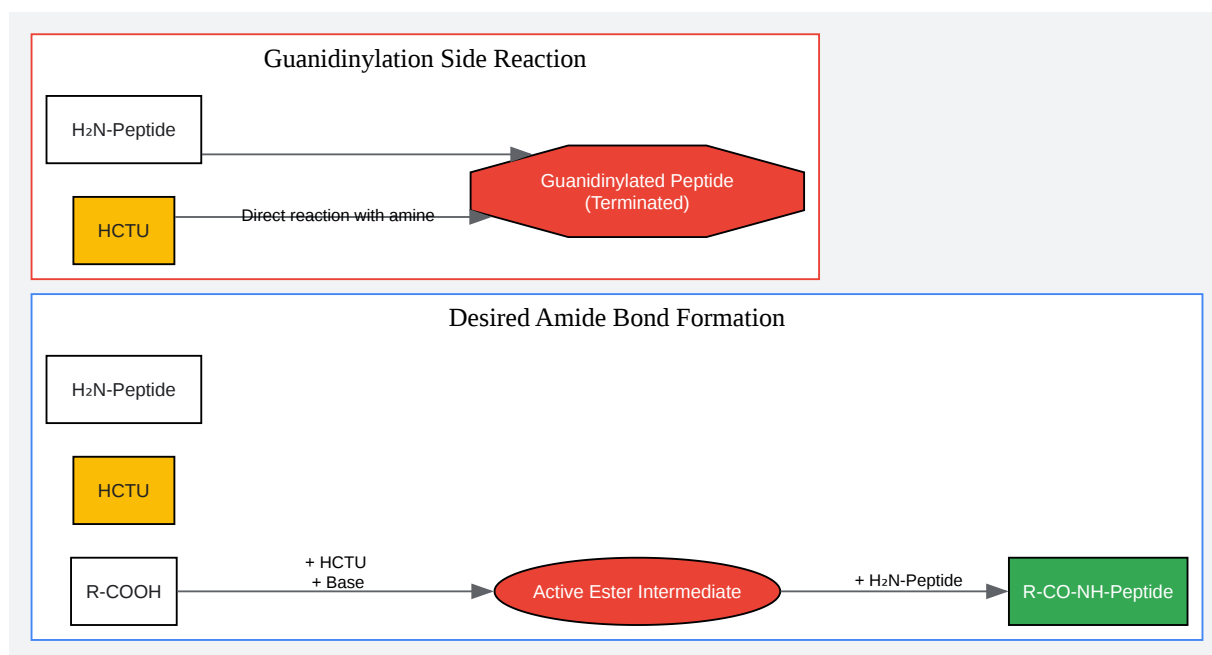 Guanidinylation Side Reaction
H₂N-Peptide
Guanidinylated Peptide
(Terminated)
HCTU
Direct reaction with amine
Desired Amide Bond Formation
H₂N-Peptide
HCTU
R-COOH
+ HCTU
+ Base
Active Ester Intermediate
+ H₂N-Peptide
R-CO-NH-Peptide